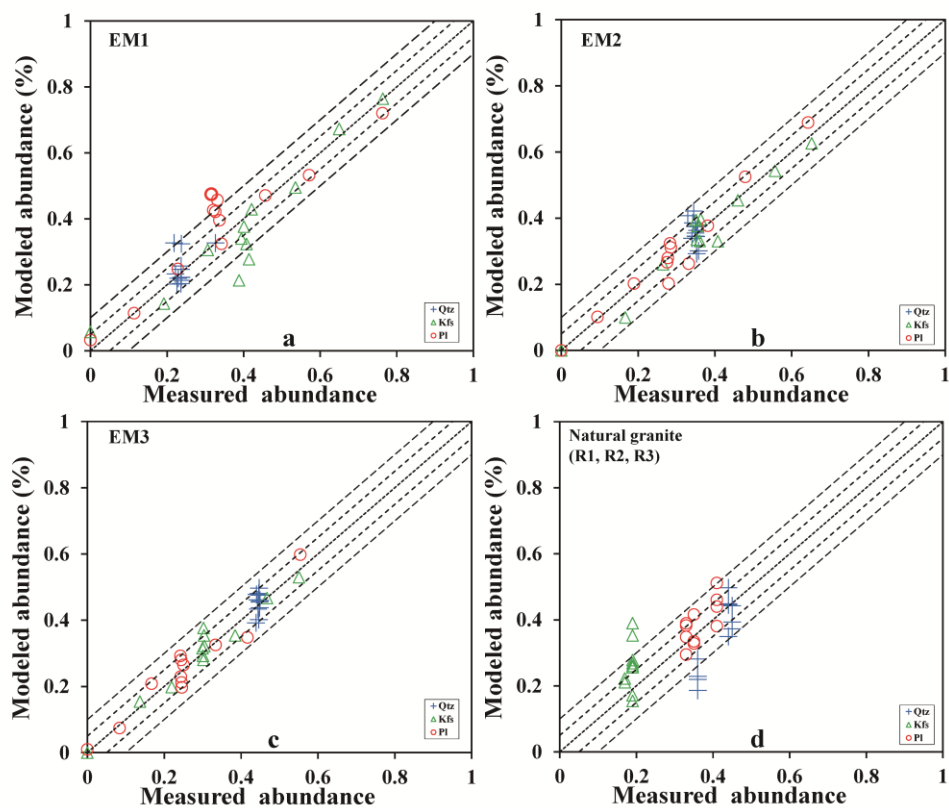 EM1
Modeled abundance (%)
1
0.8
0.6
0.4
0.2
0
0 0.2 0.4 0.6 0.8 1
Measured abundance
Qtz
Kfs
Pl
a
EM2
Modeled abundance (%)
1
0.8
0.6
0.4
0.2
0
0 0.2 0.4 0.6 0.8 1
Measured abundance
Qtz
Kfs
Pl
b
EM3
Modeled abundance (%)
1
0.8
0.6
0.4
0.2
0
0 0.2 0.4 0.6 0.8 1
Measured abundance
Qtz
Kfs
Pl
c
Natural granite
(R1, R2, R3)
Modeled abundance (%)
1
0.8
0.6
0.4
0.2
0
0 0.2 0.4 0.6 0.8 1
Measured abundance
Qtz
Kfs
Pl
d